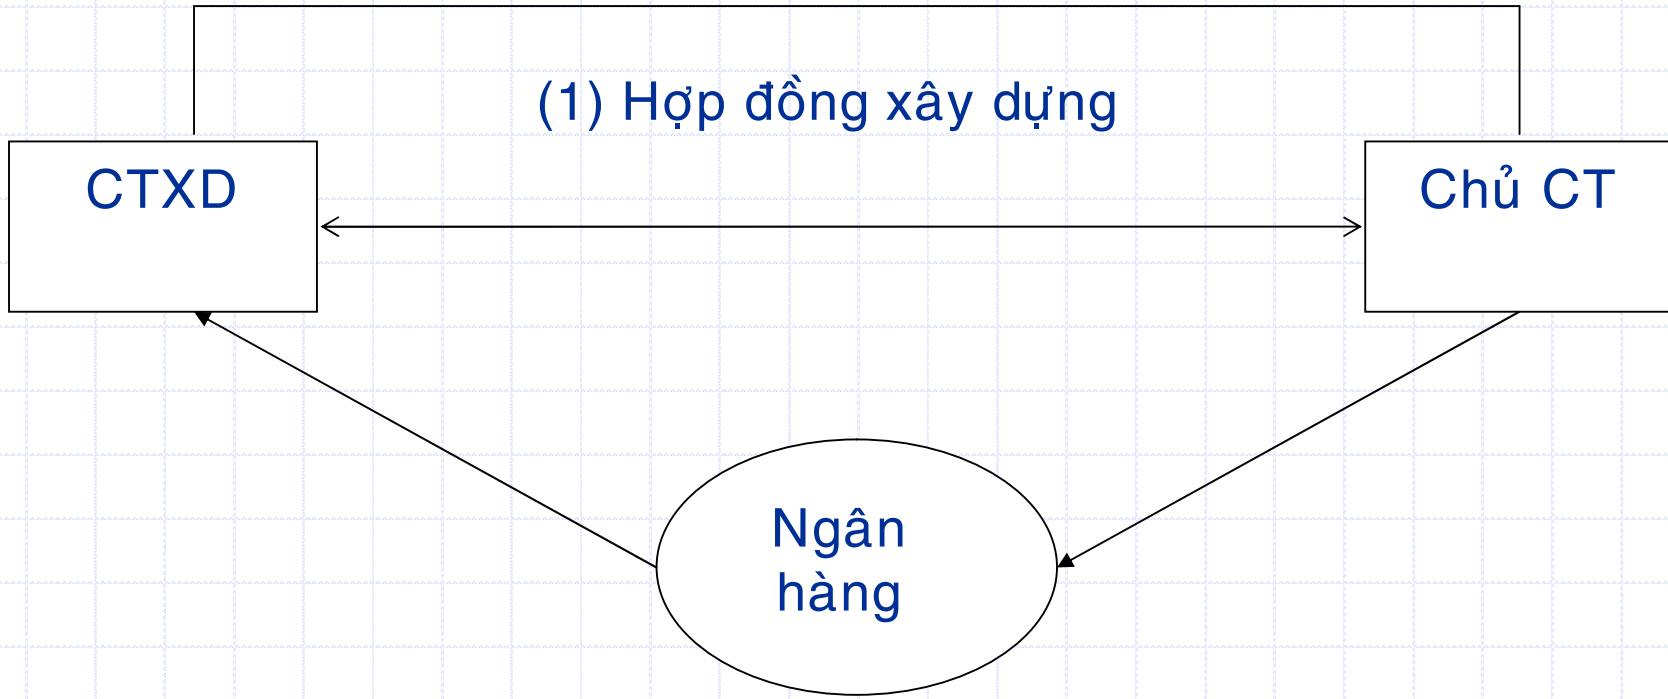 (1) Hợp đồng xây dựng
CTXD
Chủ CT
Ngân
hàng